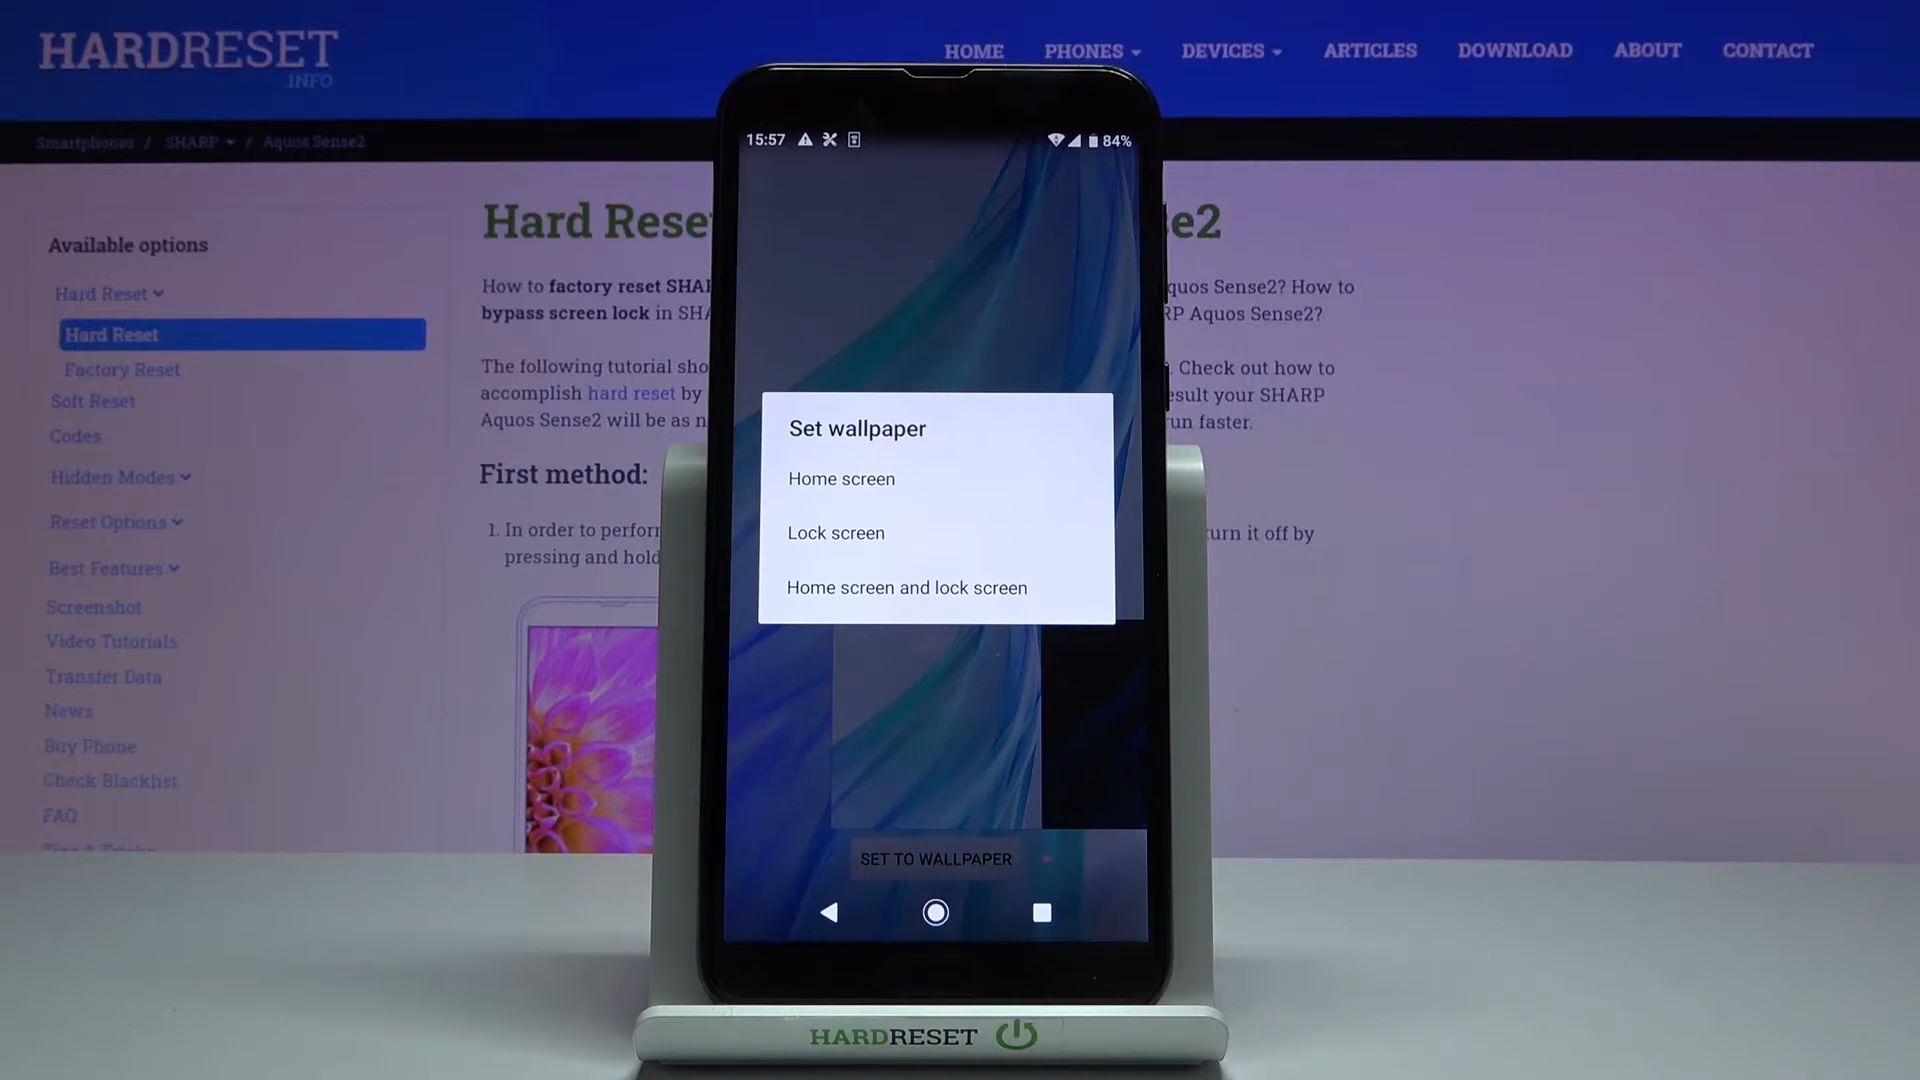 HARDRESET
INFO
HOME PHONES DEVICES ARTICLES DOWNLOAD ABOUT CONTACT
Smartphones / SHARP / Aquos Sense2
Available options
Hard Reset
Hard Reset
Factory Reset
Soft Reset
Codes
Hidden Modes
Reset Options
Best Features
Screenshot
Video Tutorials
Transfer Data
News
Buy Phone
Check Blacklist
FAQ
Hard Rese e2
How to factory reset SHA quos Sense2? How to
bypass screen lock in SHA RP Aquos Sense2?
The following tutorial sho . Check out how to
accomplish hard reset by esult your SHARP
Aquos Sense2 will be as n un faster.
First method:
1. In order to perfor turn it off by
pressing and hold
15:57 84%
Set wallpaper
Home screen
Lock screen
Home screen and lock screen
SET TO WALLPAPER
HARDRESET